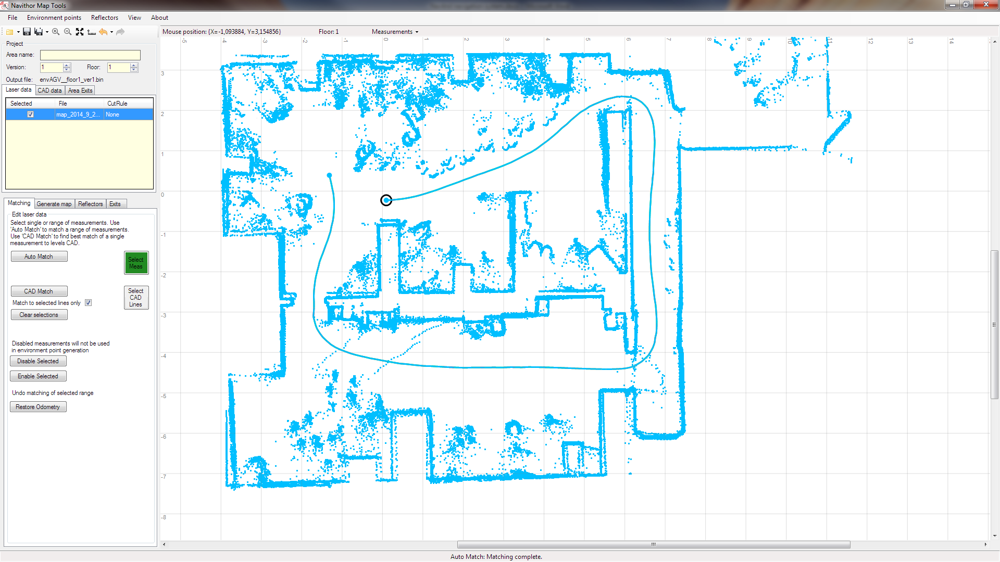 Navithor Map Tools
File Environment points Reflectors View About
Mouse position: {X=-1,093884, Y=3,154856} Floor: 1 Measurements
Project
Area name:
Version: 1 Floor: 1
Output file: envAGV__floor1_ver1.bin
Laser data CAD data Area Exits
Selected File CutRule
map_2014_9_2... None
Matching Generate map Reflectors Exits
Edit laser data
Select single or range of measurements. Use
'Auto Match' to match a range of measurements.
Use 'CAD Match' to find best match of a single
measurement to levels CAD.
Auto Match
Select
Meas
CAD Match
Match to selected lines only
Clear selections
Select
CAD
Lines
Disabled measurements will not be used
in environment point generation
Disable Selected
Enable Selected
Undo matching of selected range
Restore Odometry
-5 -4 -3 -2 -1 0 1 2 3 4 5 6 7 8 9 10 11 12 13 14
3
2
1
0
-1
-2
-3
-4
-5
-6
-7
-8
Auto Match: Matching complete.